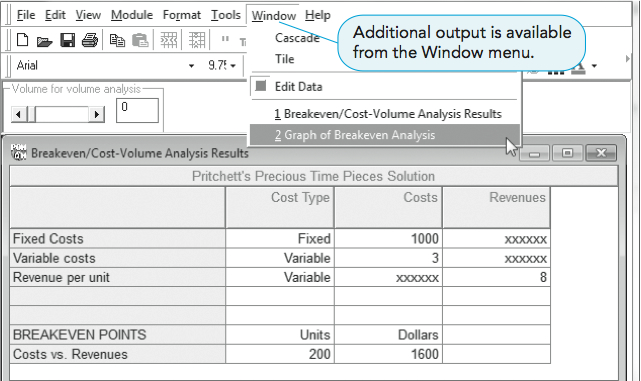 File Edit View Module Format Tools Window Help
Additional output is available
from the Window menu.
Cascade
Tile
Arial 9.7
Edit Data
Volume for volume analysis
0
1 Breakeven/Cost-Volume Analysis Results
2 Graph of Breakeven Analysis
Breakeven/Cost-Volume Analysis Results
Pritchett's Precious Time Pieces Solution
Cost Type Costs Revenues
Fixed Costs Fixed 1000 xxxxxx
Variable costs Variable 3 xxxxxx
Revenue per unit Variable xxxxxx 8
BREAKEVEN POINTS Units Dollars
Costs vs. Revenues 200 1600